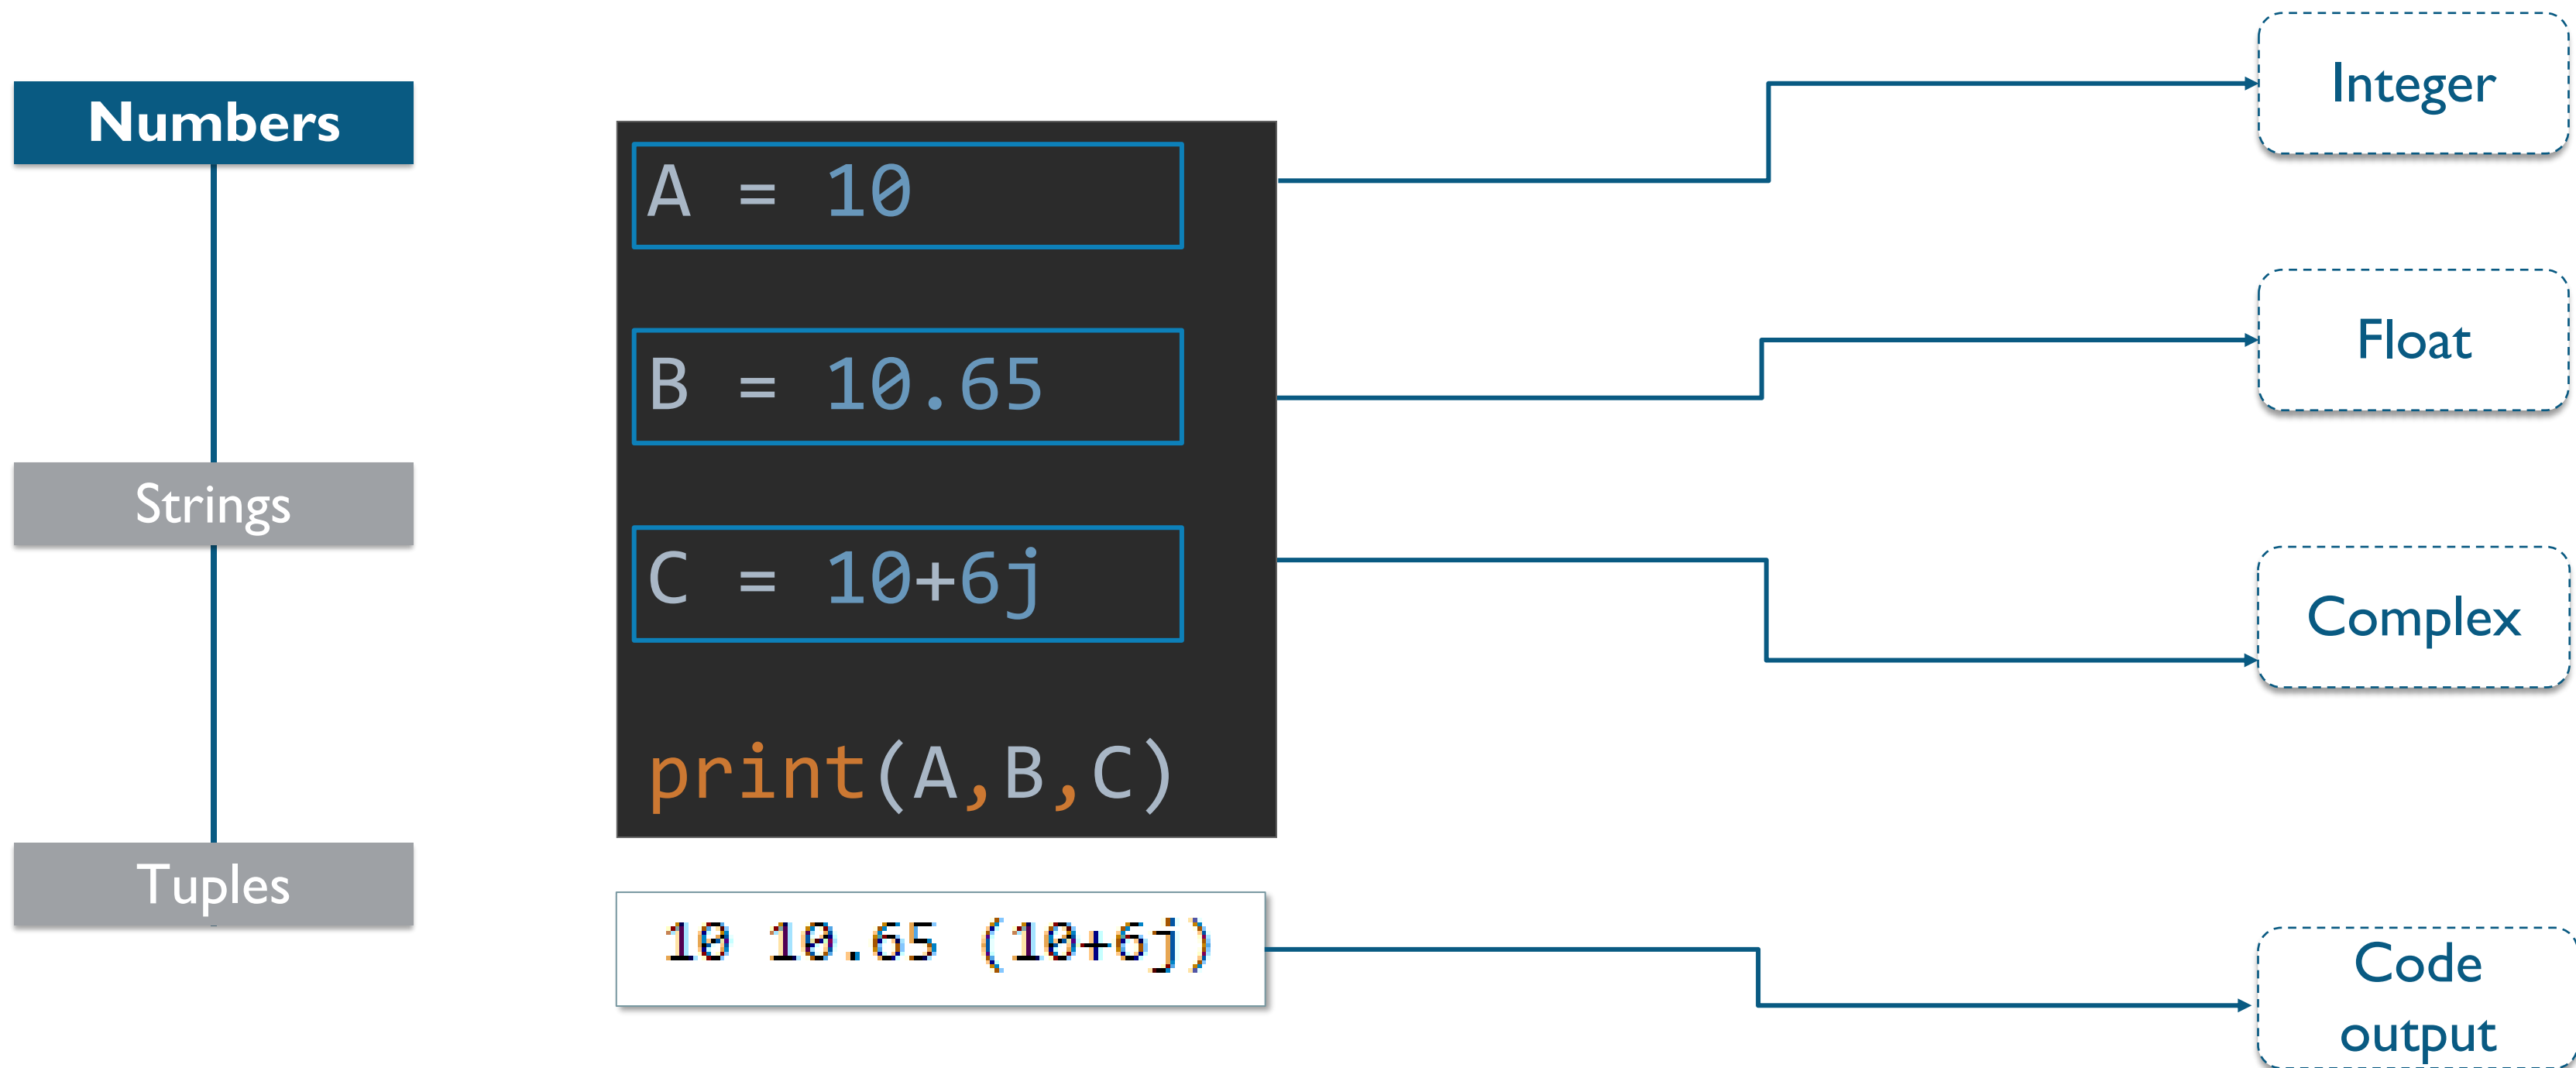 Numbers
Strings
Tuples
A = 10
B = 10.65
C = 10+6j
print(A,B,C)
10 10.65 (10+6j)
Integer
Float
Complex
Code
output